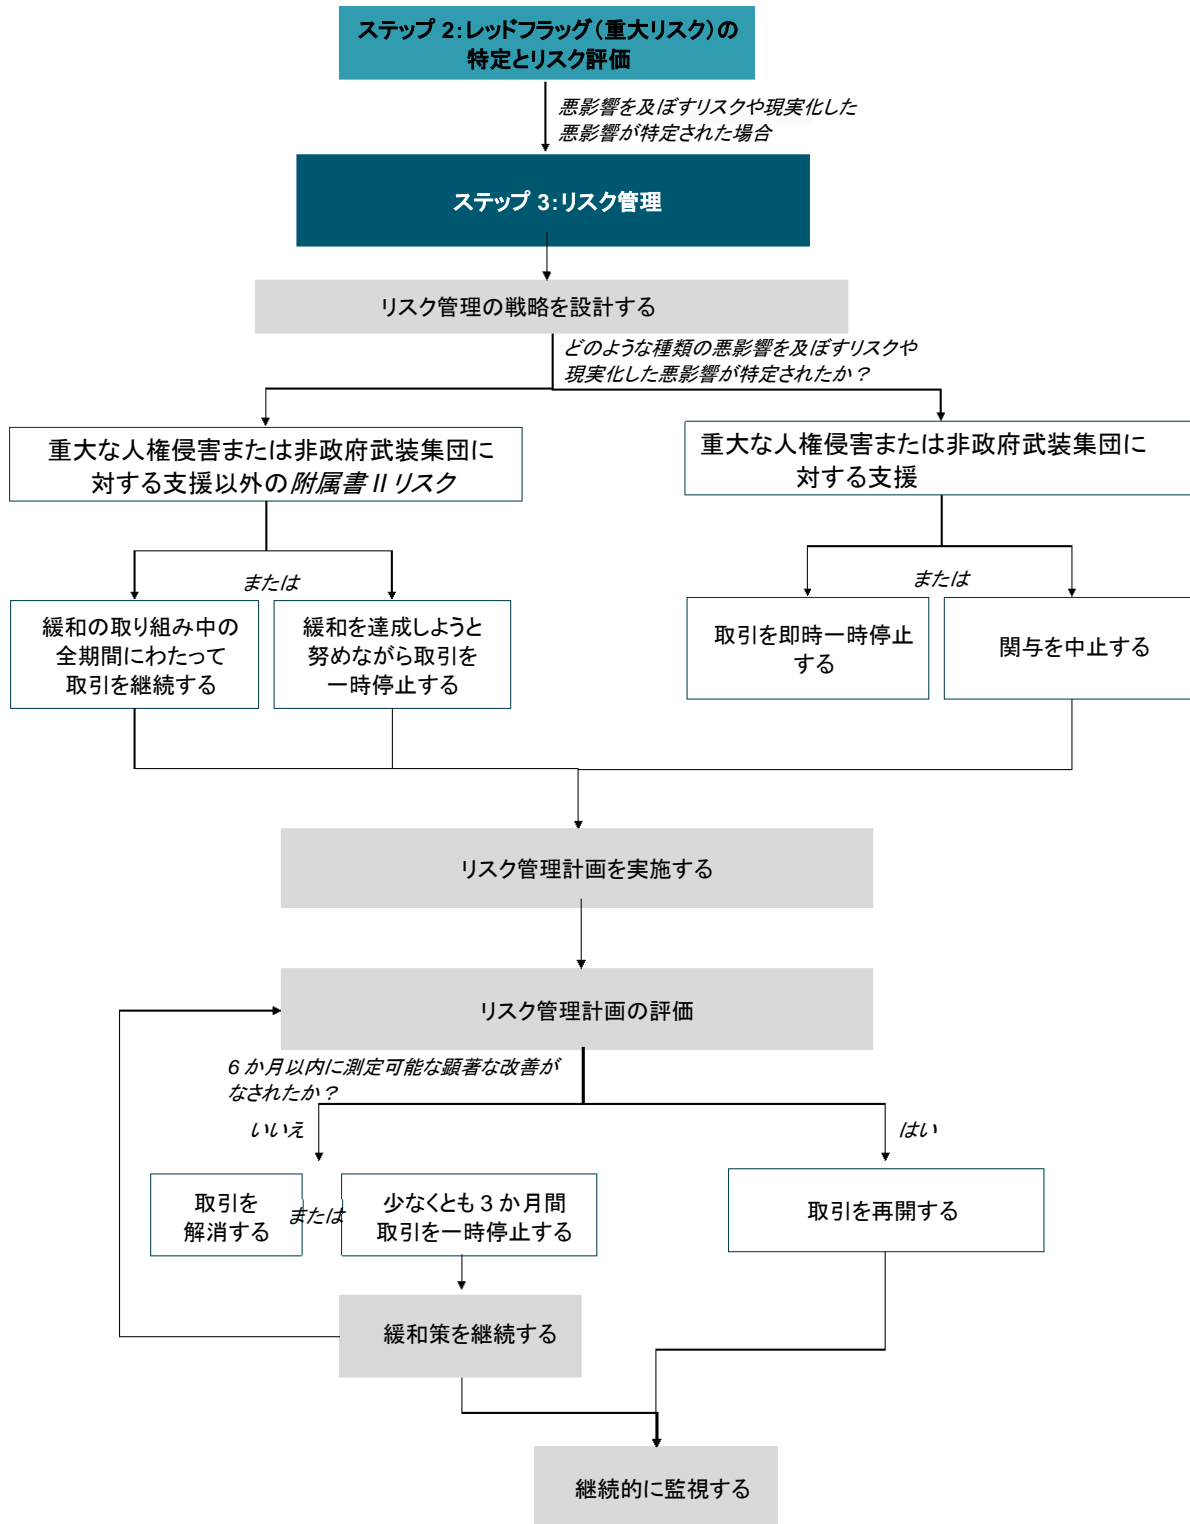 ステップ 2：レッドフラッグ（重大リスク）の
特定とリスク評価
悪影響を及ぼすリスクや現実化した
悪影響が特定された場合
ステップ 3：リスク管理
リスク管理の戦略を設計する
どのような種類の悪影響を及ぼすリスクや
現実化した悪影響が特定されたか？
重大な人権侵害または非政府武装集団に
対する支援以外の附属書 II リスク
重大な人権侵害または非政府武装集団に
対する支援
または
または
緩和の取り組み中の
全期間にわたって
取引を継続する
緩和を達成しようと
努めながら取引を
一時停止する
取引を即時一時停止
する
関与を中止する
リスク管理計画を実施する
リスク管理計画の評価
6 か月以内に測定可能な顕著な改善が
なされたか？
いいえ
はい
取引を
解消する
または
少なくとも 3 か月間
取引を一時停止する
取引を再開する
緩和策を継続する
継続的に監視する